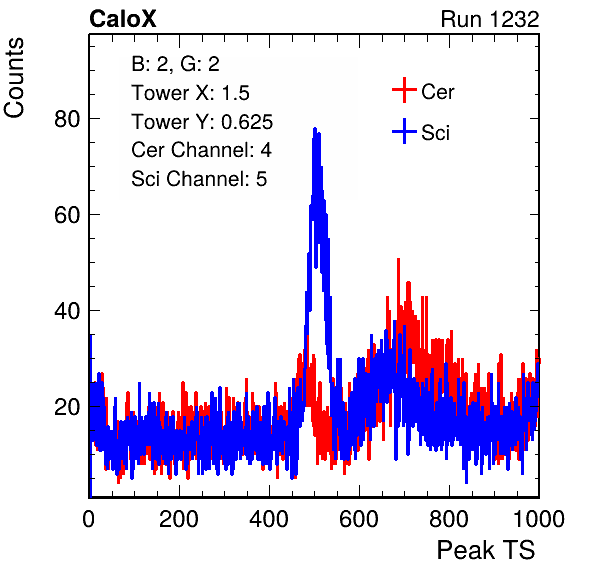 CaloX Run 1232
Counts
B: 2, G: 2
Tower X: 1.5
Tower Y: 0.625
Cer Channel: 4
Sci Channel: 5
Cer
Sci
80
60
40
20
0 200 400 600 800 1000
Peak TS